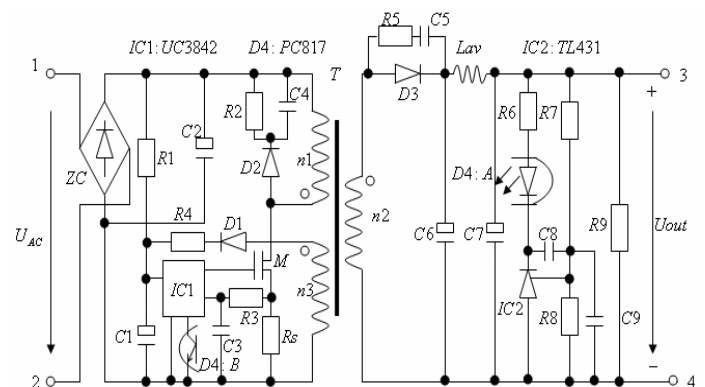 IC1:UC3842 D4:PC817 R5 C5 IC2:TL431
1 T Lav 3
R2 C4 D3 +
C2 R6 R7
ZC R1 D2 n1 D4:A
R4 D1 n2 R9 Uout
U_AC C6 C7 C8
M
IC1 n3 IC2
C1 R3 R8 C9
C3 Rs
D4:B −
2 4